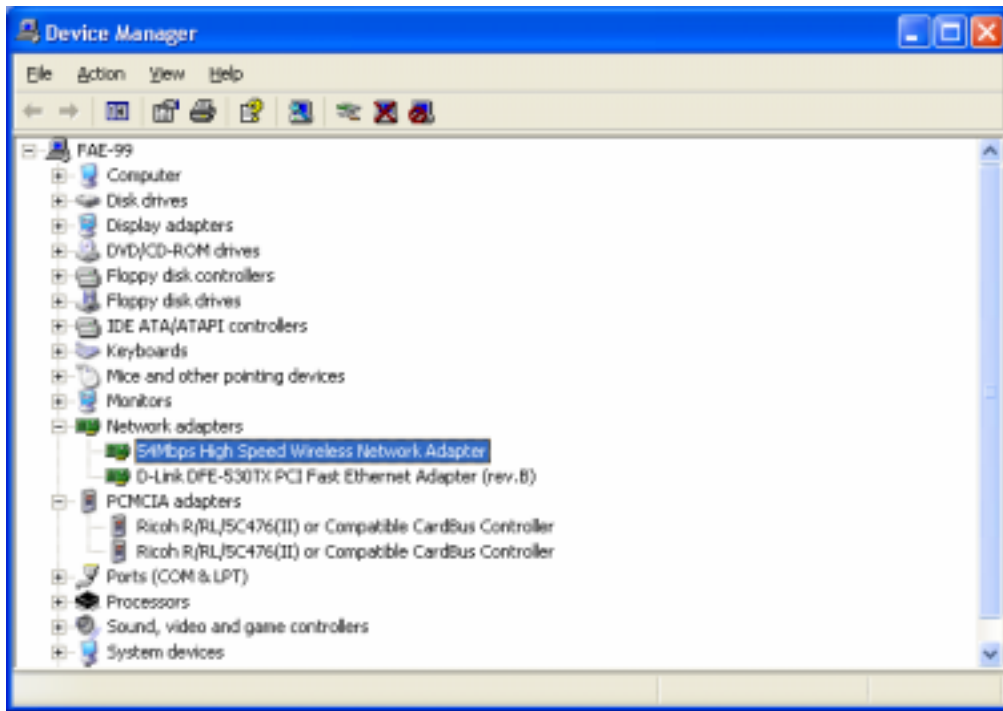 Device Manager
File Action View Help
FAE-99
Computer
Disk drives
Display adapters
DVD/CD-ROM drives
Floppy disk controllers
Floppy disk drives
IDE ATA/ATAPI controllers
Keyboards
Mice and other pointing devices
Monitors
Network adapters
54Mbps High Speed Wireless Network Adapter
D-Link DFE-530TX PCI Fast Ethernet Adapter (rev.B)
PCMCIA adapters
Ricoh R/RL/5C476(II) or Compatible CardBus Controller
Ricoh R/RL/5C476(II) or Compatible CardBus Controller
Ports (COM & LPT)
Processors
Sound, video and game controllers
System devices